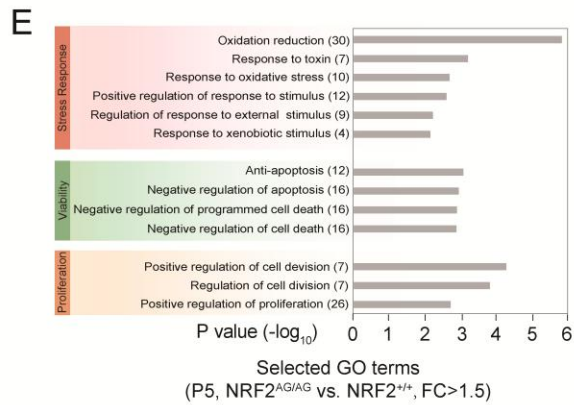 E
Stress Response
Oxidation reduction (30)
Response to toxin (7)
Response to oxidative stress (10)
Positive regulation of response to stimulus (12)
Regulation of response to external stimulus (9)
Response to xenobiotic stimulus (4)
Viability
Anti-apoptosis (12)
Negative regulation of apoptosis (16)
Negative regulation of programmed cell death (16)
Negative regulation of cell death (16)
Proliferation
Positive regulation of cell devision (7)
Regulation of cell division (7)
Positive regulation of proliferation (26)
P value (-log₁₀) 0 1 2 3 4 5 6
Selected GO terms
(P5, NRF2ᴬᴳ/ᴬᴳ vs. NRF2⁺/⁺, FC>1.5)